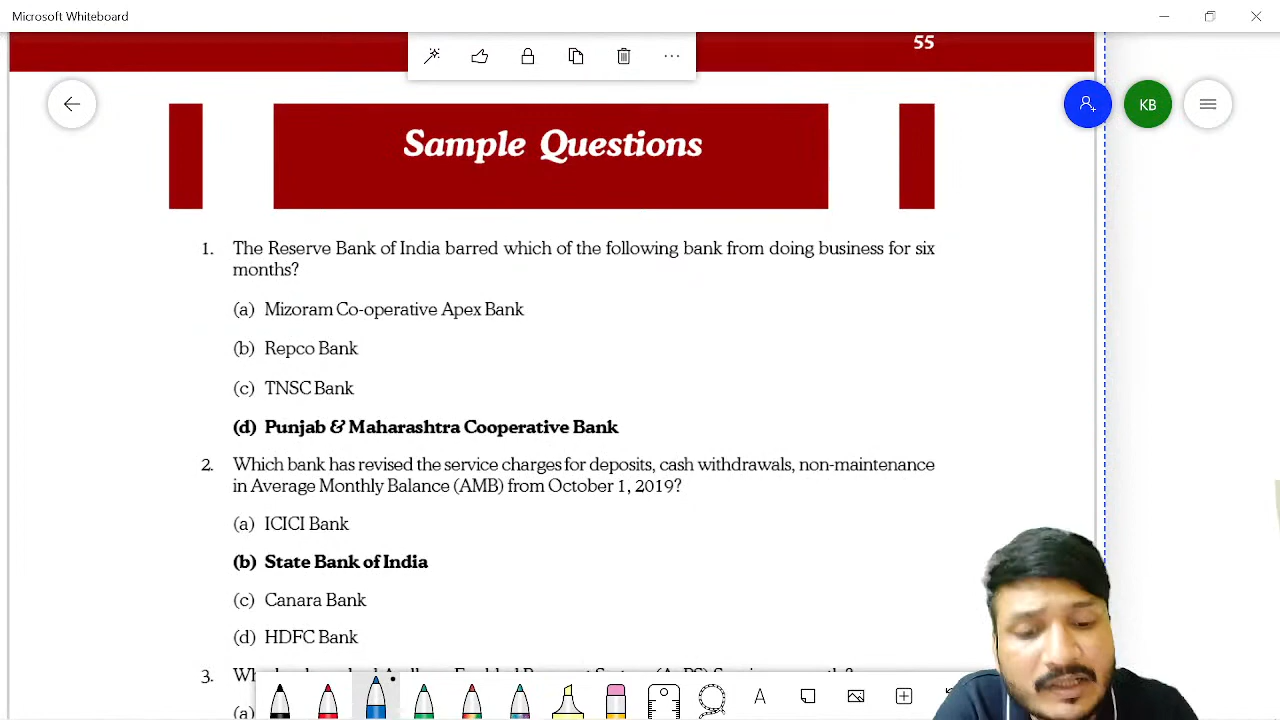 Microsoft Whiteboard
55
KB
Sample Questions
1. The Reserve Bank of India barred which of the following bank from doing business for six
months?
(a) Mizoram Co-operative Apex Bank
(b) Repco Bank
(c) TNSC Bank
(d) Punjab & Maharashtra Cooperative Bank
2. Which bank has revised the service charges for deposits, cash withdrawals, non-maintenance
in Average Monthly Balance (AMB) from October 1, 2019?
(a) ICICI Bank
(b) State Bank of India
(c) Canara Bank
(d) HDFC Bank
3.
(a)